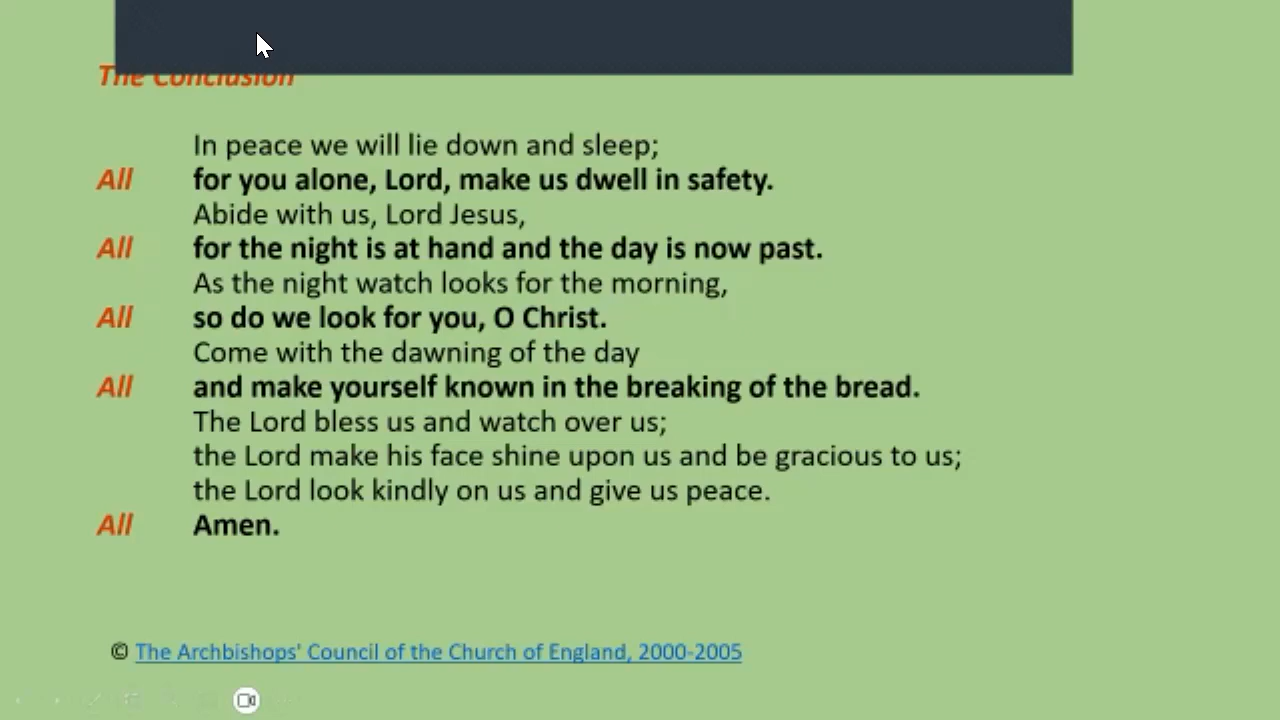 The Conclusion
In peace we will lie down and sleep;
All for you alone, Lord, make us dwell in safety.
Abide with us, Lord Jesus,
All for the night is at hand and the day is now past.
As the night watch looks for the morning,
All so do we look for you, O Christ.
Come with the dawning of the day
All and make yourself known in the breaking of the bread.
The Lord bless us and watch over us;
the Lord make his face shine upon us and be gracious to us;
the Lord look kindly on us and give us peace.
All Amen.
© The Archbishops' Council of the Church of England, 2000-2005